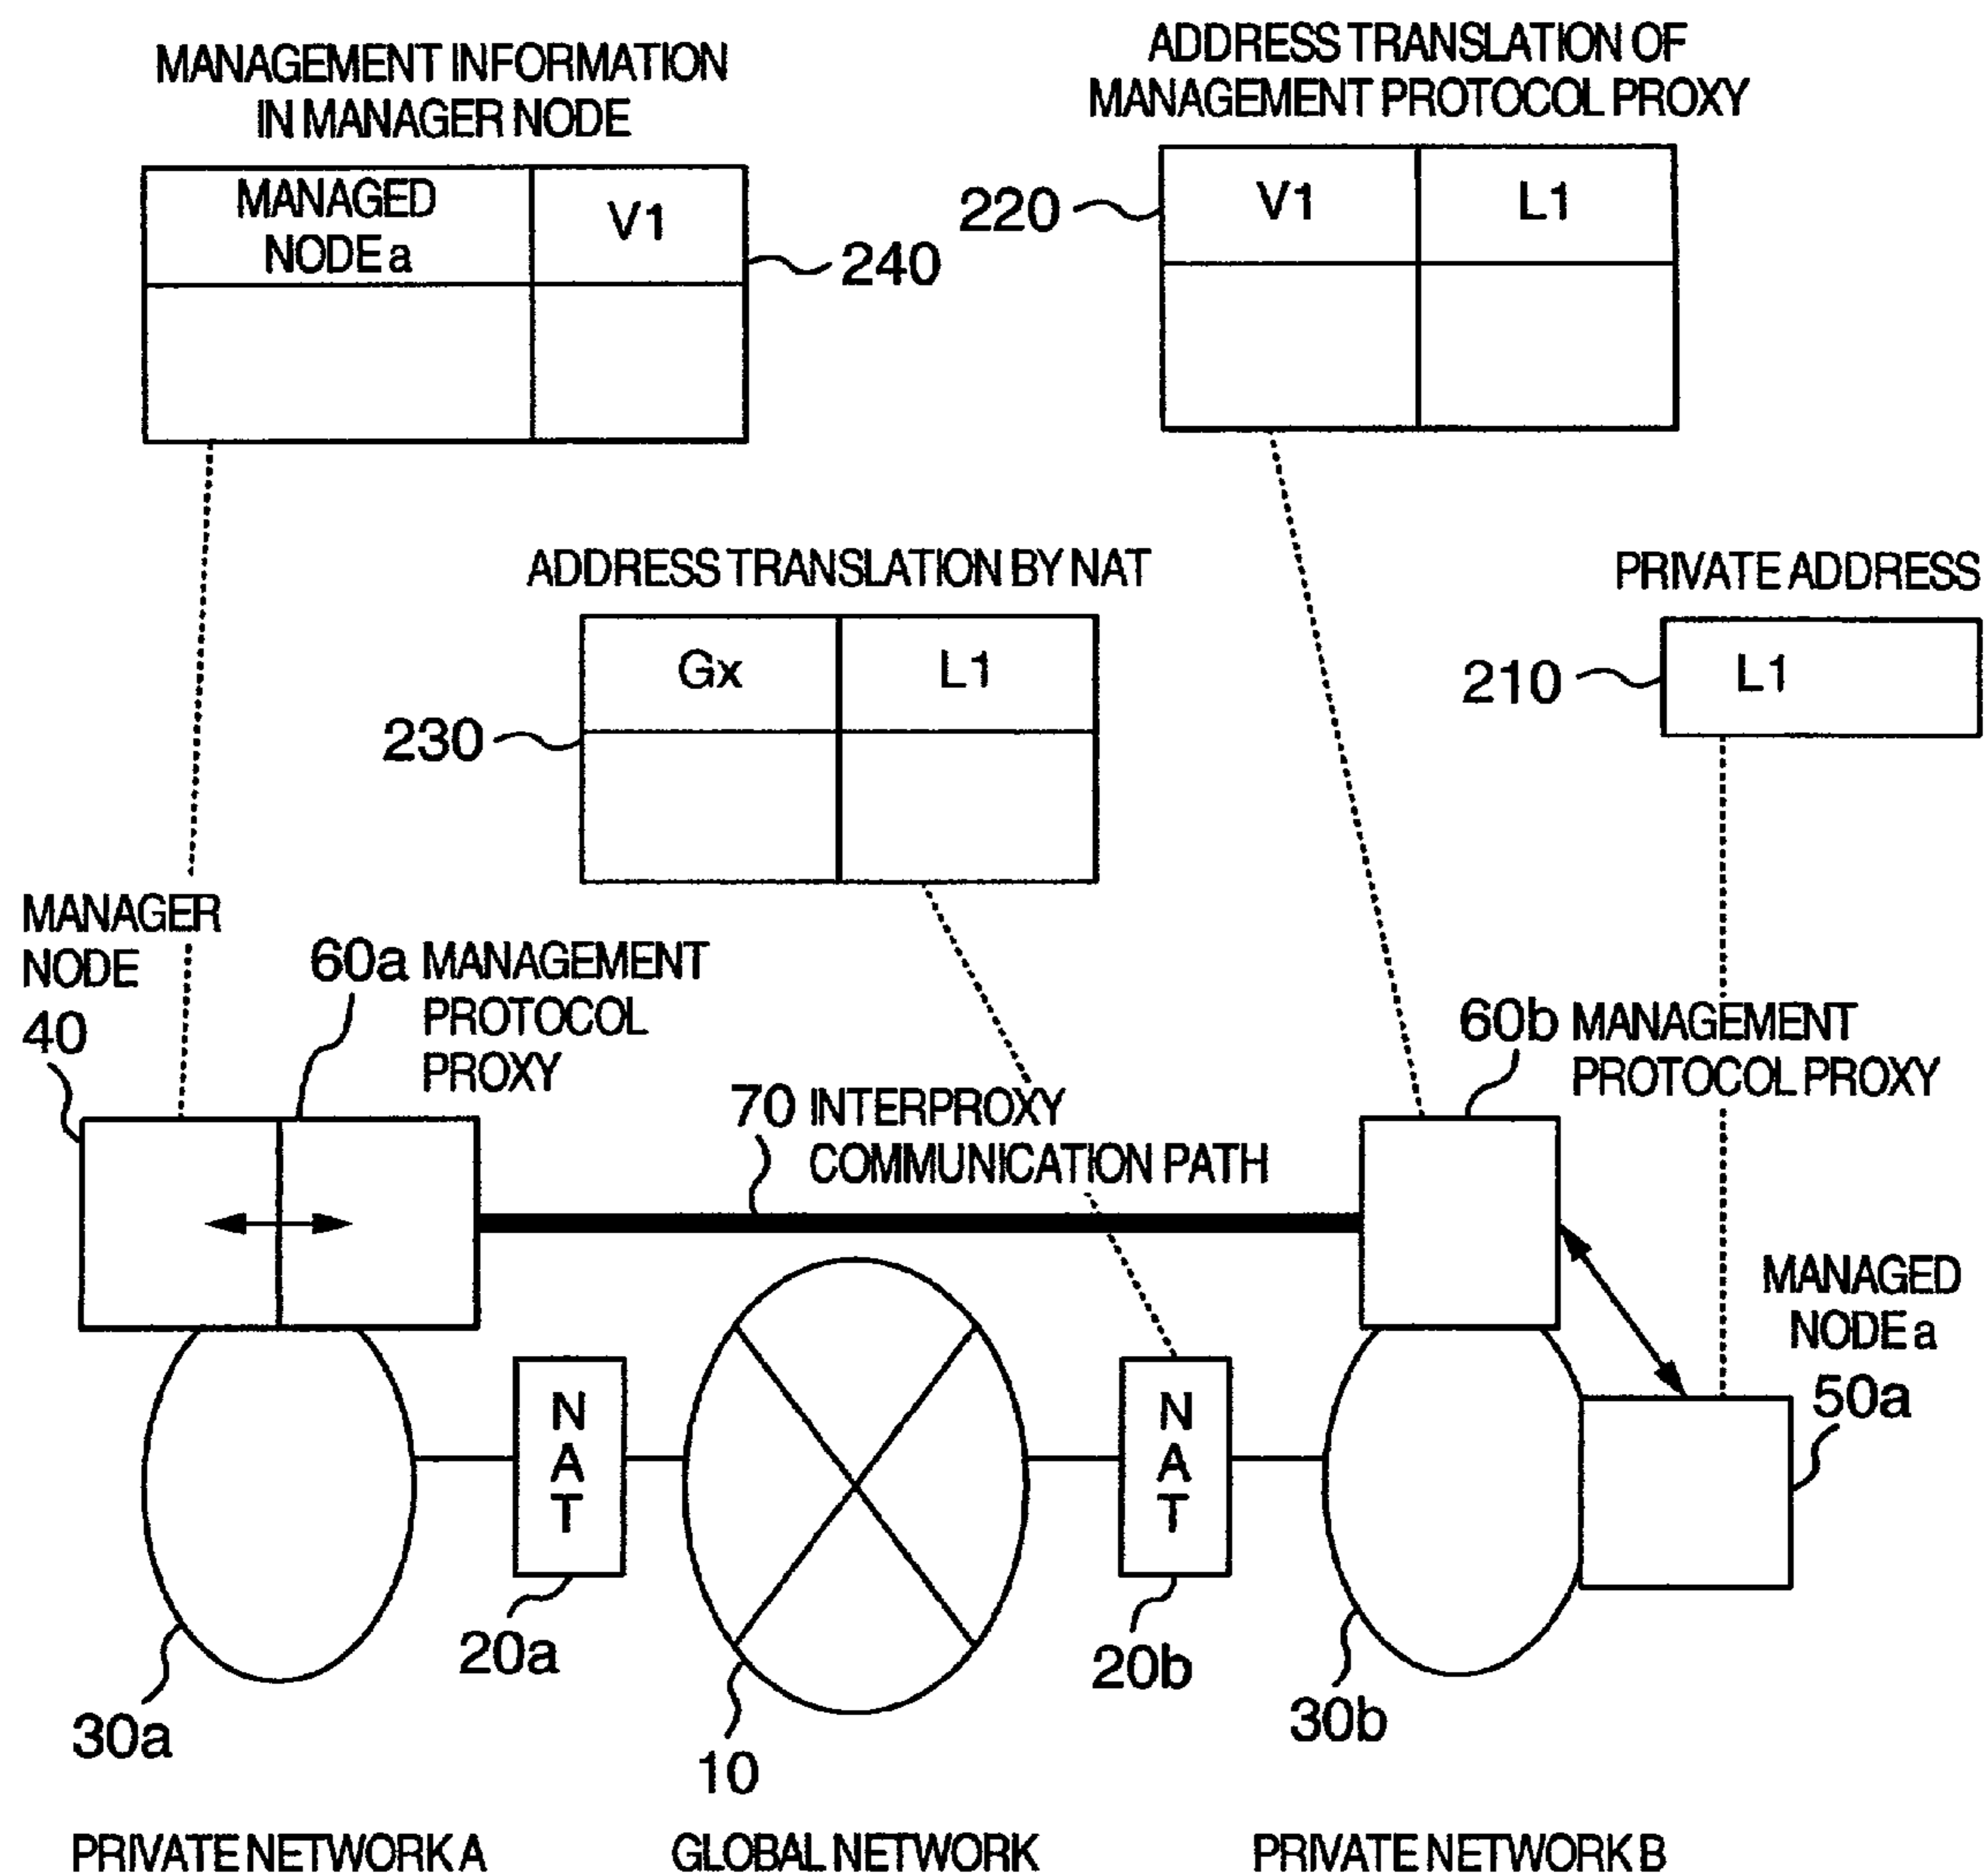 MANAGEMENT INFORMATION
IN MANAGER NODE
ADDRESS TRANSLATION OF
MANAGEMENT PROTOCOL PROXY
MANAGED
NODE a
V1
240
220
V1
L1
ADDRESS TRANSLATION BY NAT
PRIVATE ADDRESS
Gx
L1
230
210
L1
MANAGER
NODE
40
60a MANAGEMENT
PROTOCOL
PROXY
60b MANAGEMENT
PROTOCOL PROXY
70 INTERPROXY
COMMUNICATION PATH
MANAGED
NODE a
50a
NAT
NAT
20a
20b
30a
10
30b
PRIVATE NETWORK A
GLOBAL NETWORK
PRIVATE NETWORK B